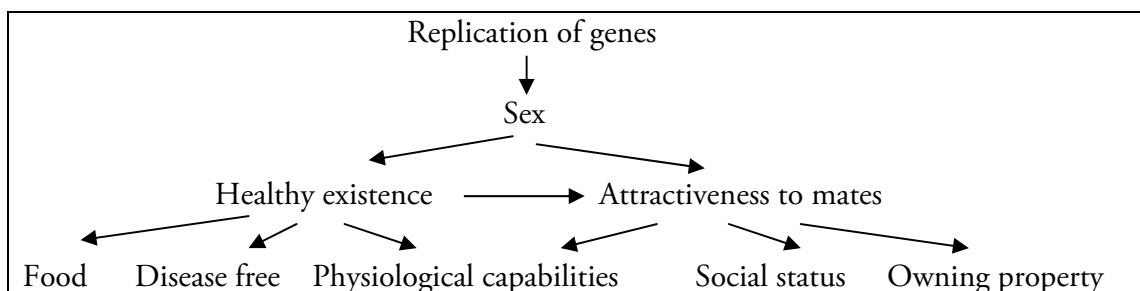 Replication of genes
Sex
Healthy existence Attractiveness to mates
Food Disease free Physiological capabilities Social status Owning property